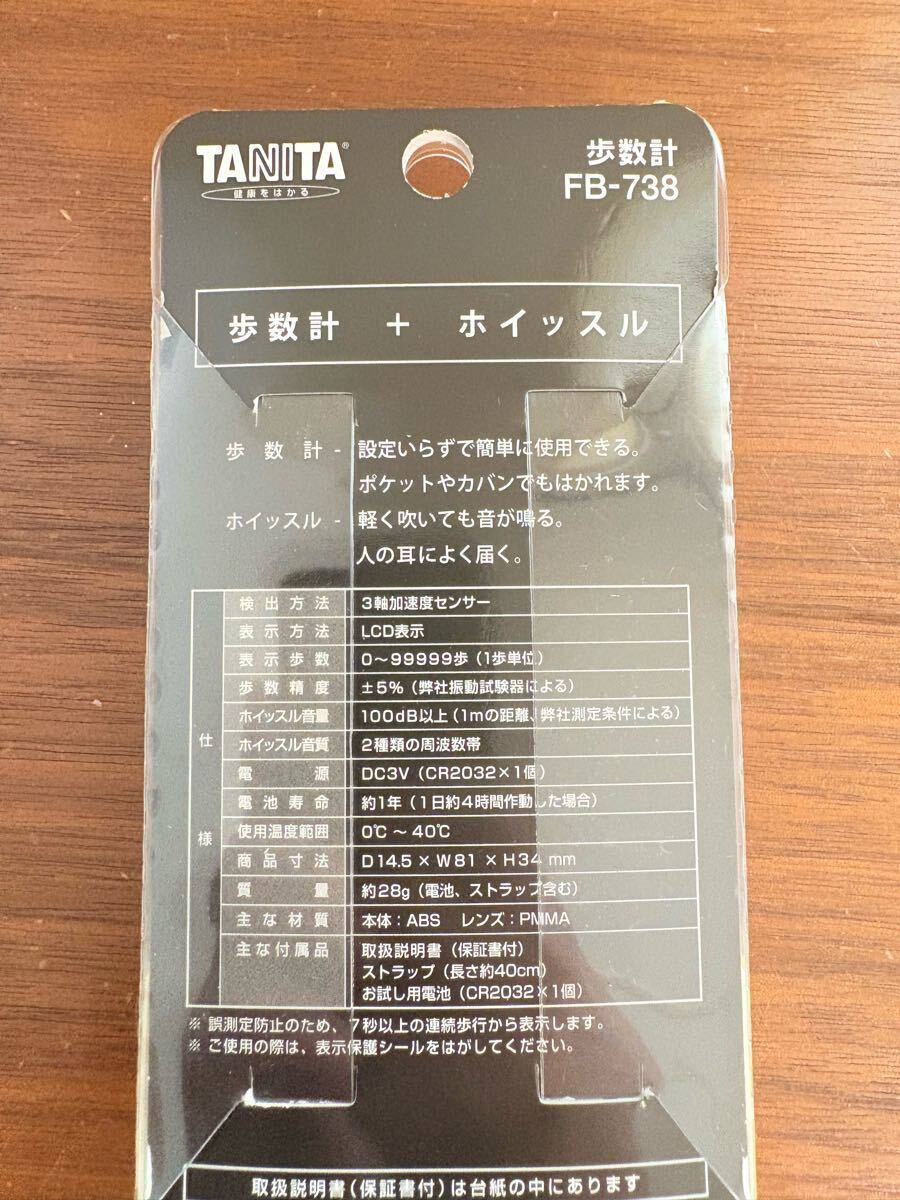 TANITA®
健康をはかる
歩数計
FB-738
歩数計 + ホイッスル
歩数計 - 設定いらずで簡単に使用できる。
ポケットやカバンでもはかれます。
ホイッスル - 軽く吹いても音が鳴る。
人の耳によく届く。
仕様
検出方法 3軸加速度センサー
表示方法 LCD表示
表示歩数 0～99999歩（1歩単位）
歩数精度 ±5%（弊社振動試験器による）
ホイッスル音量 100dB以上（1mの距離、弊社測定条件による）
ホイッスル音質 2種類の周波数帯
電源 DC3V（CR2032×1個）
電池寿命 約1年（1日約4時間作動した場合）
使用温度範囲 0℃～40℃
商品寸法 D14.5×W81×H34 mm
質量 約28g（電池、ストラップ含む）
主な材質 本体：ABS レンズ：PMMA
主な付属品 取扱説明書（保証書付）
ストラップ（長さ約40cm）
お試し用電池（CR2032×1個）
※ 誤測定防止のため、7秒以上の連続歩行から表示します。
※ ご使用の際は、表示保護シールをはがしてください。
取扱説明書（保証書付）は台紙の中にあります